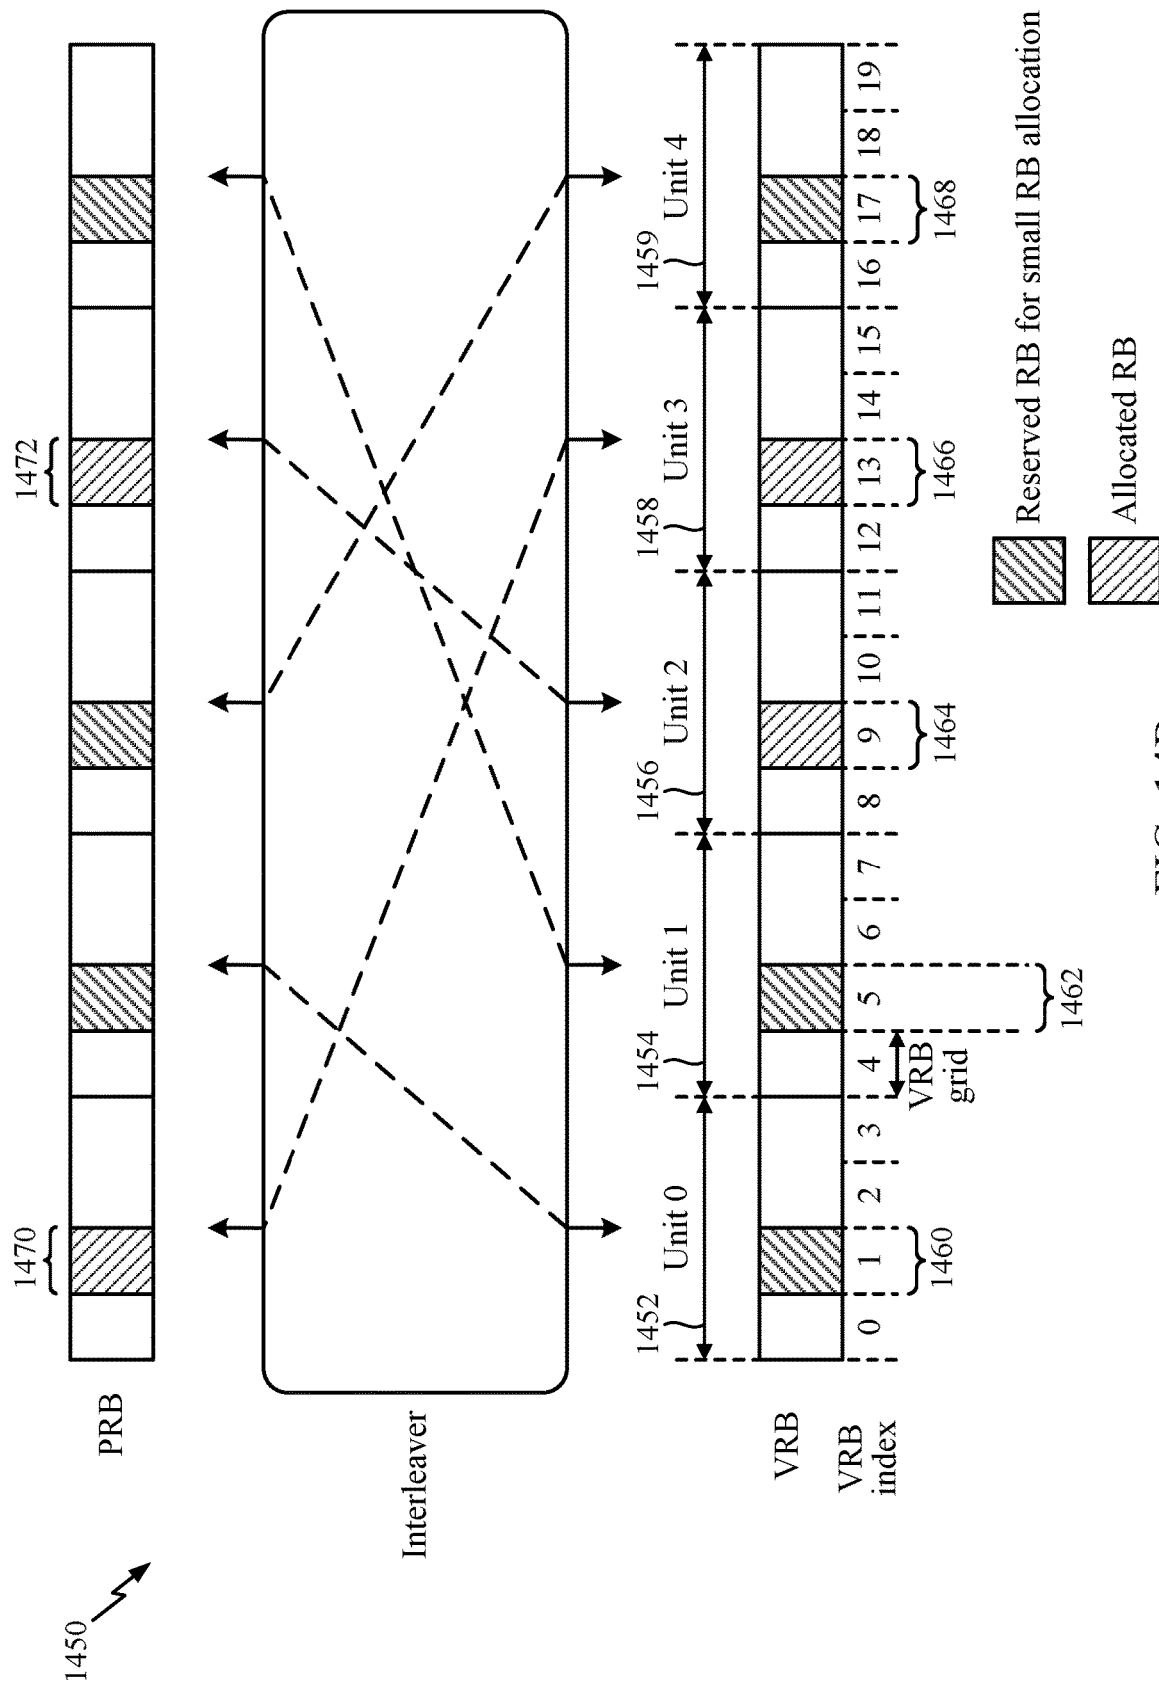 1450
1470
1472
PRB
Interleaver
1452
1454
1456
1458
1459
Unit 0
Unit 1
Unit 2
Unit 3
Unit 4
VRB
VRB
index
0 1 2 3 4 5 6 7 8 9 10 11 12 13 14 15 16 17 18 19
VRB
grid
1460
1462
1464
1466
1468
Reserved RB for small RB allocation
Allocated RB